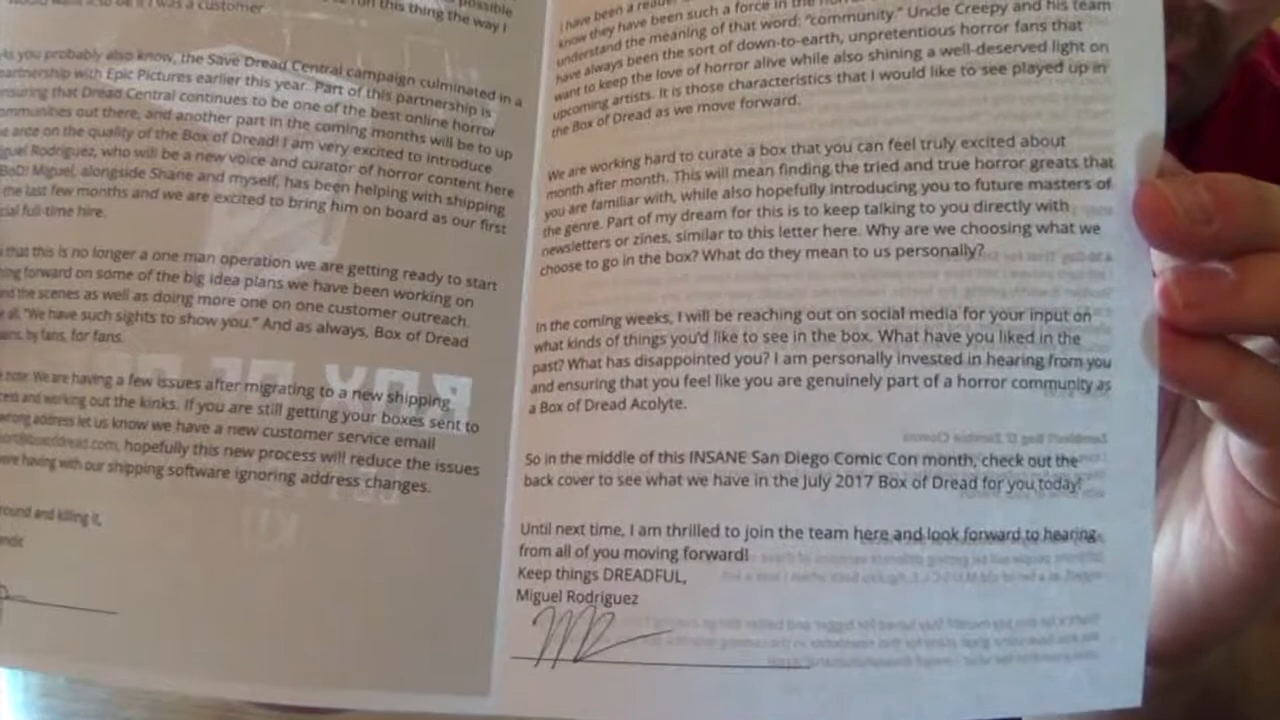 possible
run this thing the way I
was a customer
As you probably also know, the Save Dread Central campaign culminated in a
partnership with Epic Pictures earlier this year. Part of this partnership is
ensuring that Dread Central continues to be one of the best online horror
communities out there, and another part in the coming months will be to up
ance on the quality of the Box of Dread! I am very excited to introduce
Miguel Rodriguez, who will be a new voice and curator of horror content here
BoD! Miguel, alongside Shane and myself, has been helping with shipping
the last few months and we are excited to bring him on board as our first
full-time hire.
that this is no longer a one man operation we are getting ready to start
forward on some of the big idea plans we have been working on
the scenes as well as doing more one on one customer outreach.
all, "We have such sights to show you." And as always, Box of Dread
by fans, for fans.
note: We are having a few issues after migrating to a new shipping
and working out the kinks. If you are still getting your boxes sent to
wrong address let us know we have a new customer service email
hopefully this new process will reduce the issues
were having with our shipping software ignoring address changes.
and killing it,
I have been a reader
know they have been such a force in the
understand the meaning of that word: "community." Uncle Creepy and his team
have always been the sort of down-to-earth, unpretentious horror fans that
want to keep the love of horror alive while also shining a well-deserved light on
upcoming artists. It is those characteristics that I would like to see played up in
the Box of Dread as we move forward.
We are working hard to curate a box that you can feel truly excited about
month after month. This will mean finding the tried and true horror greats that
you are familiar with, while also hopefully introducing you to future masters of
the genre. Part of my dream for this is to keep talking to you directly with
newsletters or zines, similar to this letter here. Why are we choosing what we
choose to go in the box? What do they mean to us personally?
In the coming weeks, I will be reaching out on social media for your input on
what kinds of things you'd like to see in the box. What have you liked in the
past? What has disappointed you? I am personally invested in hearing from you
and ensuring that you feel like you are genuinely part of a horror community as
a Box of Dread Acolyte.
So in the middle of this INSANE San Diego Comic Con month, check out the
back cover to see what we have in the July 2017 Box of Dread for you today!
Until next time, I am thrilled to join the team here and look forward to hearing
from all of you moving forward!
Keep things DREADFUL,
Miguel Rodriguez